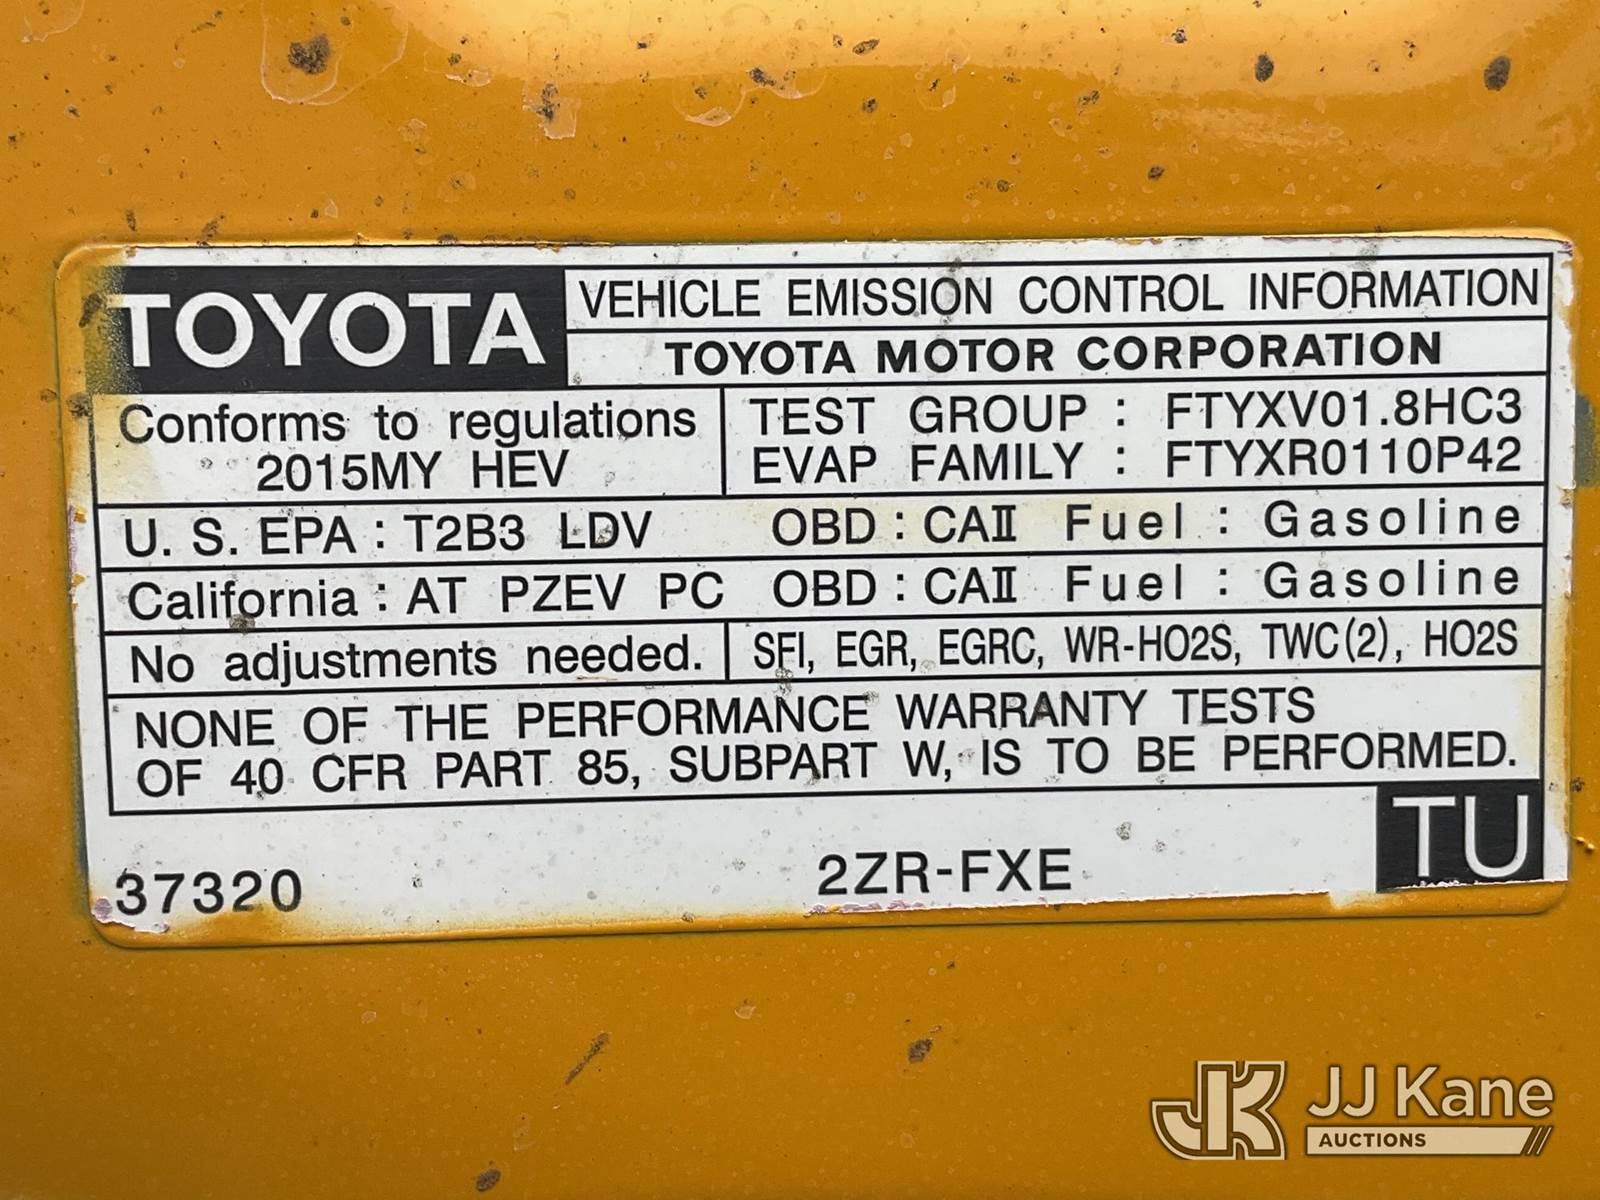 TOYOTA
VEHICLE EMISSION CONTROL INFORMATION
TOYOTA MOTOR CORPORATION
Conforms to regulations
2015MY HEV
TEST GROUP : FTYXV01.8HC3
EVAP FAMILY : FTYXR0110P42
U. S. EPA : T2B3 LDV OBD : CAⅡ Fuel : Gasoline
California : AT PZEV PC OBD : CAⅡ Fuel : Gasoline
No adjustments needed. SFI, EGR, EGRC, WR-HO2S, TWC(2), HO2S
NONE OF THE PERFORMANCE WARRANTY TESTS
OF 40 CFR PART 85, SUBPART W, IS TO BE PERFORMED.
TU
37320 2ZR-FXE
JK JJ Kane
AUCTIONS